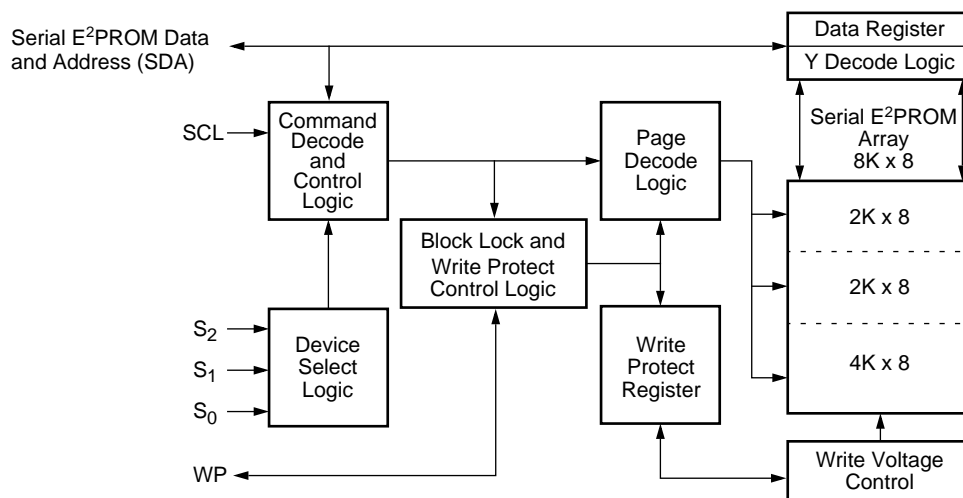 Serial E²PROM Data
and Address (SDA)
Data Register
Y Decode Logic
SCL
Command
Decode
and
Control
Logic
Page
Decode
Logic
Serial E²PROM
Array
8K x 8
2K x 8
2K x 8
4K x 8
Block Lock and
Write Protect
Control Logic
S₂
S₁
S₀
Device
Select
Logic
Write
Protect
Register
WP
Write Voltage
Control